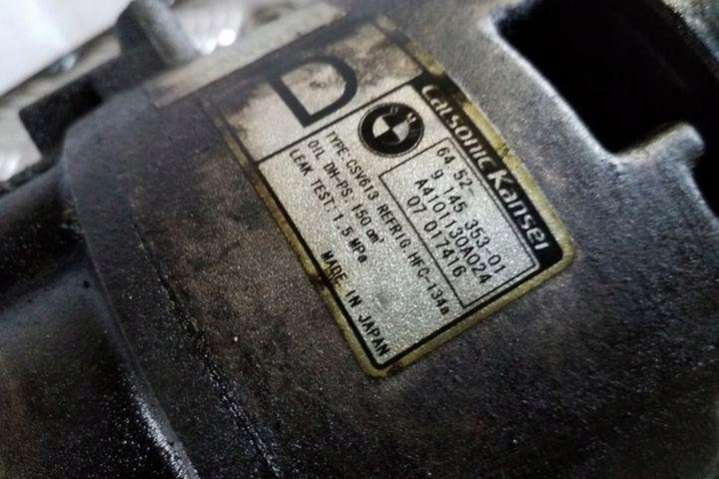 D
Calsonic Kansei
BMW
64 52
9 145 353-01
A4101130A024
07 017416
TYPE:CSV613 REFRIG.HFC-134a
OIL DH-PS 150 cm³
LEAK TEST:1.5 MPa
MADE IN JAPAN